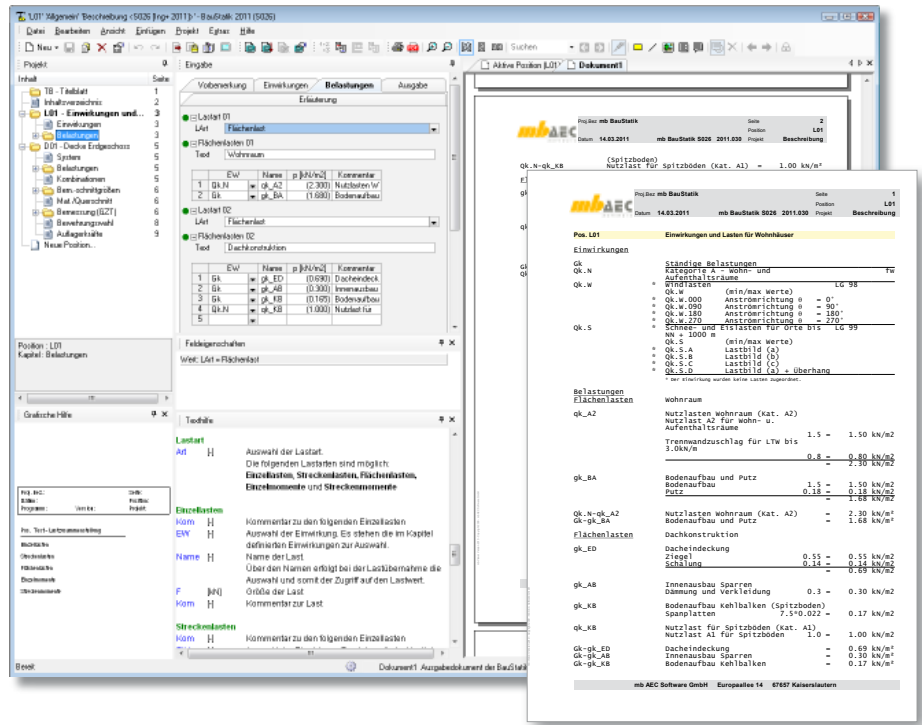 'L01' 'Allgemein' 'Beschreibung <S026 [Ing+ 2011]>' - BauStatik 2011 (S026)
Datei Bearbeiten Ansicht Einfügen Projekt Extras Hilfe
Neu
Suchen
Projekt
Inhalt Seite
TB - Titelblatt 1
Inhaltsverzeichnis 2
L01 - Einwirkungen und... 3
Einwirkungen 3
Belastungen 3
D01 - Decke Erdgeschoss 5
System 5
Belastungen 5
Kombinationen 5
Bem.-schnittgrößen 6
Mat./Querschnitt 6
Bemessung (GZT) 6
Bewehrungswahl 8
Auflagerkräfte 9
Neue Position...
Position : L01
Kapitel: Belastungen
Grafische Hilfe
Eingabe
Vorbemerkung Einwirkungen Belastungen Ausgabe
Erläuterung
Lastart 01
LArt Flächenlast
Flächenlasten 01
Text Wohnraum
EW Name p [kN/m2] Kommentar
1 Qk.N qk_A2 (2.300) Nutzlasten W
2 Gk gk_BA (1.680) Bodenaufbau
Lastart 02
LArt Flächenlast
Flächenlasten 02
Text Dachkonstruktion
EW Name p [kN/m2] Kommentar
1 Gk gk_ED (0.690) Dacheindeck
2 Gk gk_AB (0.300) Innenausbau
3 Gk gk_KB (0.165) Bodenaufbau
4 Qk.N qk_KB (1.000) Nutzlast für
5
Feldeigenschaften
Wert: LArt = Flächenlast
Texthilfe
Lastart
Art [-] Auswahl der Lastart.
Die folgenden Lastarten sind möglich:
Einzellasten, Streckenlasten, Flächenlasten,
Einzelmomente und Streckenmomente
Einzellasten
Kom [-] Kommentar zu den folgenden Einzellasten
EW [-] Auswahl der Einwirkung. Es stehen die im Kapitel
definierten Einwirkungen zur Auswahl.
Name [-] Name der Last.
Über den Namen erfolgt bei der Lastübernahme die
Auswahl und somit der Zugriff auf den Lastwert.
F [kN] Größe der Last
Kom [-] Kommentar zur Last
Streckenlasten
Kom [-] Kommentar zu den folgenden Einzellasten
Bereit
Dokument1 Ausgabedokument der BauStatik
Aktive Position (L01) Dokument1
mb AEC
Proj.Bez mb BauStatik Seite 2
Position L01
Datum 14.03.2011 mb BauStatik S026 2011.030 Projekt Beschreibung
(Spitzboden)
Qk.N-qk_KB Nutzlast für Spitzböden (Kat. A1) = 1.00 kN/m²
mb AEC
Proj.Bez mb BauStatik Seite 1
Position L01
Datum 14.03.2011 mb BauStatik S026 2011.030 Projekt Beschreibung
Pos. L01 Einwirkungen und Lasten für Wohnhäuser
Einwirkungen
Gk Ständige Belastungen
Qk.N Kategorie A - Wohn- und fw
Aufenthaltsräume
Qk.W * Windlasten LG 98
Qk.W (min/max Werte)
* Qk.W.000 Anströmrichtung θ = 0°
* Qk.W.090 Anströmrichtung θ = 90°
* Qk.W.180 Anströmrichtung θ = 180°
* Qk.W.270 Anströmrichtung θ = 270°
Qk.S * Schnee- und Eislasten für Orte bis LG 99
NN + 1000 m
Qk.S (min/max Werte)
* Qk.S.A Lastbild (a)
* Qk.S.B Lastbild (b)
* Qk.S.C Lastbild (c)
* Qk.S.D Lastbild (a) + Überhang
* Der Einwirkung wurden keine Lasten zugeordnet.
Belastungen
Flächenlasten Wohnraum
qk_A2 Nutzlasten Wohnraum (Kat. A2)
Nutzlast A2 für Wohn- u.
Aufenthaltsräume
1.5 = 1.50 kN/m2
Trennwandzuschlag für LTW bis
3.0kN/m
0.8 = 0.80 kN/m2
= 2.30 kN/m2
gk_BA Bodenaufbau und Putz
Bodenaufbau 1.5 = 1.50 kN/m2
Putz 0.18 = 0.18 kN/m2
= 1.68 kN/m2
Qk.N-qk_A2 Nutzlasten Wohnraum (Kat. A2) = 2.30 kN/m²
Gk-gk_BA Bodenaufbau und Putz = 1.68 kN/m²
Flächenlasten Dachkonstruktion
gk_ED Dacheindeckung
Ziegel 0.55 = 0.55 kN/m2
Schalung 0.14 = 0.14 kN/m2
= 0.69 kN/m2
gk_AB Innenausbau Sparren
Dämmung und Verkleidung 0.3 = 0.30 kN/m2
gk_KB Bodenaufbau Kehlbalken (Spitzboden)
Spanplatten 7.5*0.022 = 0.17 kN/m2
qk_KB Nutzlast für Spitzböden (Kat. A1)
Nutzlast A1 für Spitzböden 1.0 = 1.00 kN/m2
Gk-gk_ED Dacheindeckung = 0.69 kN/m²
Gk-gk_AB Innenausbau Sparren = 0.30 kN/m²
Gk-gk_KB Bodenaufbau Kehlbalken = 0.17 kN/m²
mb AEC Software GmbH Europaallee 14 67657 Kaiserslautern